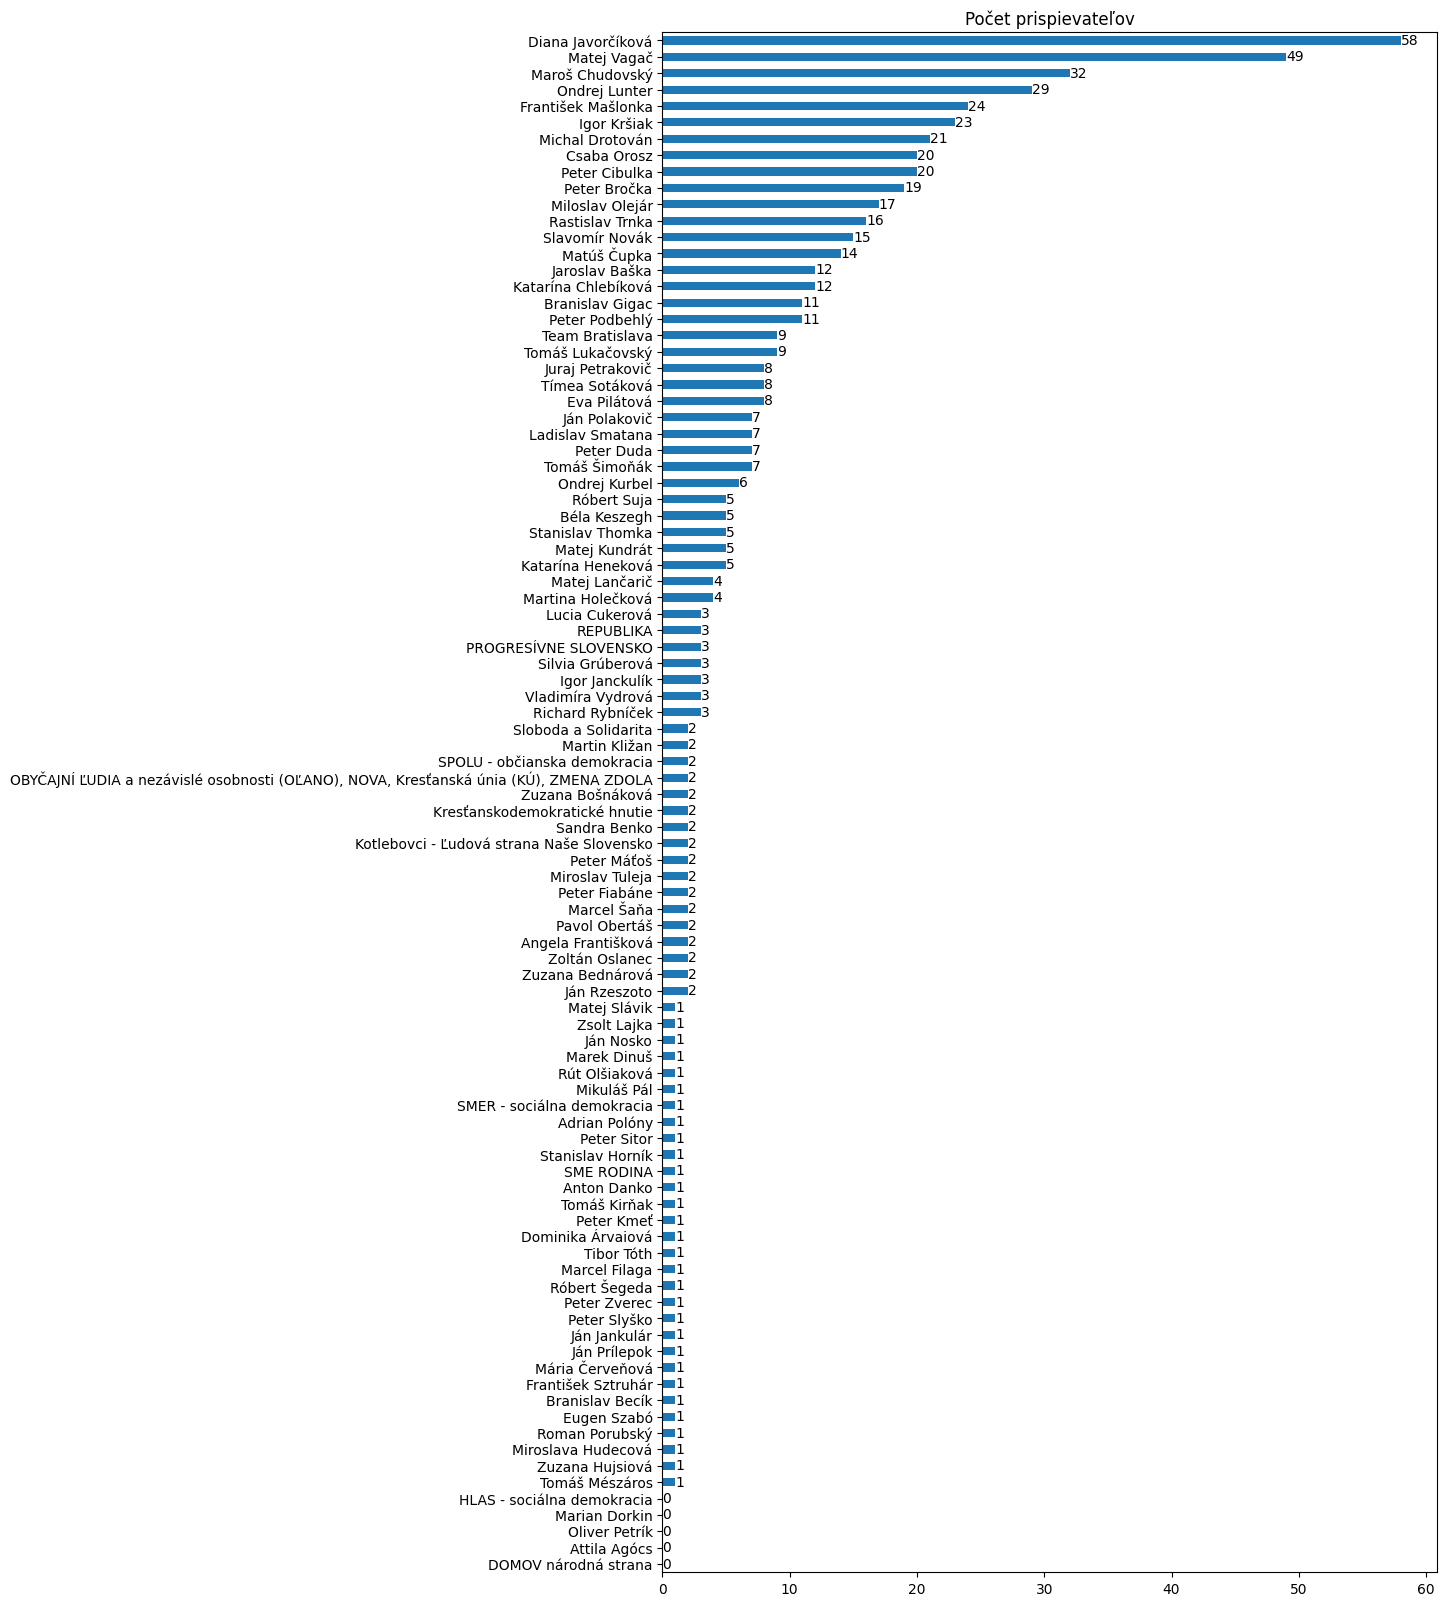 Počet prispievateľov
Diana Javorčíková 58
Matej Vagač 49
Maroš Chudovský 32
Ondrej Lunter 29
František Mašlonka 24
Igor Kršiak 23
Michal Drotován 21
Csaba Orosz 20
Peter Cibulka 20
Peter Bročka 19
Miloslav Olejár 17
Rastislav Trnka 16
Slavomír Novák 15
Matúš Čupka 14
Jaroslav Baška 12
Katarína Chlebíková 12
Branislav Gigac 11
Peter Podbehlý 11
Team Bratislava 9
Tomáš Lukačovský 9
Juraj Petrakovič 8
Tímea Sotáková 8
Eva Pilátová 8
Ján Polakovič 7
Ladislav Smatana 7
Peter Duda 7
Tomáš Šimoňák 7
Ondrej Kurbel 6
Róbert Suja 5
Béla Keszegh 5
Stanislav Thomka 5
Matej Kundrát 5
Katarína Heneková 5
Matej Lančarič 4
Martina Holečková 4
Lucia Cukerová 3
REPUBLIKA 3
PROGRESÍVNE SLOVENSKO 3
Silvia Grúberová 3
Igor Janckulík 3
Vladimíra Vydrová 3
Richard Rybníček 3
Sloboda a Solidarita 2
Martin Kližan 2
SPOLU - občianska demokracia 2
OBYČAJNÍ ĽUDIA a nezávislé osobnosti (OĽANO), NOVA, Kresťanská únia (KÚ), ZMENA ZDOLA 2
Zuzana Bošnáková 2
Kresťanskodemokratické hnutie 2
Sandra Benko 2
Kotlebovci - Ľudová strana Naše Slovensko 2
Peter Máťoš 2
Miroslav Tuleja 2
Peter Fiabáne 2
Marcel Šaňa 2
Pavol Obertáš 2
Angela Františková 2
Zoltán Oslanec 2
Zuzana Bednárová 2
Ján Rzeszoto 2
Matej Slávik 1
Zsolt Lajka 1
Ján Nosko 1
Marek Dinuš 1
Rút Olšiaková 1
Mikuláš Pál 1
SMER - sociálna demokracia 1
Adrian Polóny 1
Peter Sitor 1
Stanislav Horník 1
SME RODINA 1
Anton Danko 1
Tomáš Kirňak 1
Peter Kmeť 1
Dominika Árvaiová 1
Tibor Tóth 1
Marcel Filaga 1
Róbert Šegeda 1
Peter Zverec 1
Peter Slyško 1
Ján Jankulár 1
Ján Prílepok 1
Mária Červeňová 1
František Sztruhár 1
Branislav Becík 1
Eugen Szabó 1
Roman Porubský 1
Miroslava Hudecová 1
Zuzana Hujsiová 1
Tomáš Mészáros 1
HLAS - sociálna demokracia 0
Marian Dorkin 0
Oliver Petrík 0
Attila Agócs 0
DOMOV národná strana 0
0 10 20 30 40 50 60